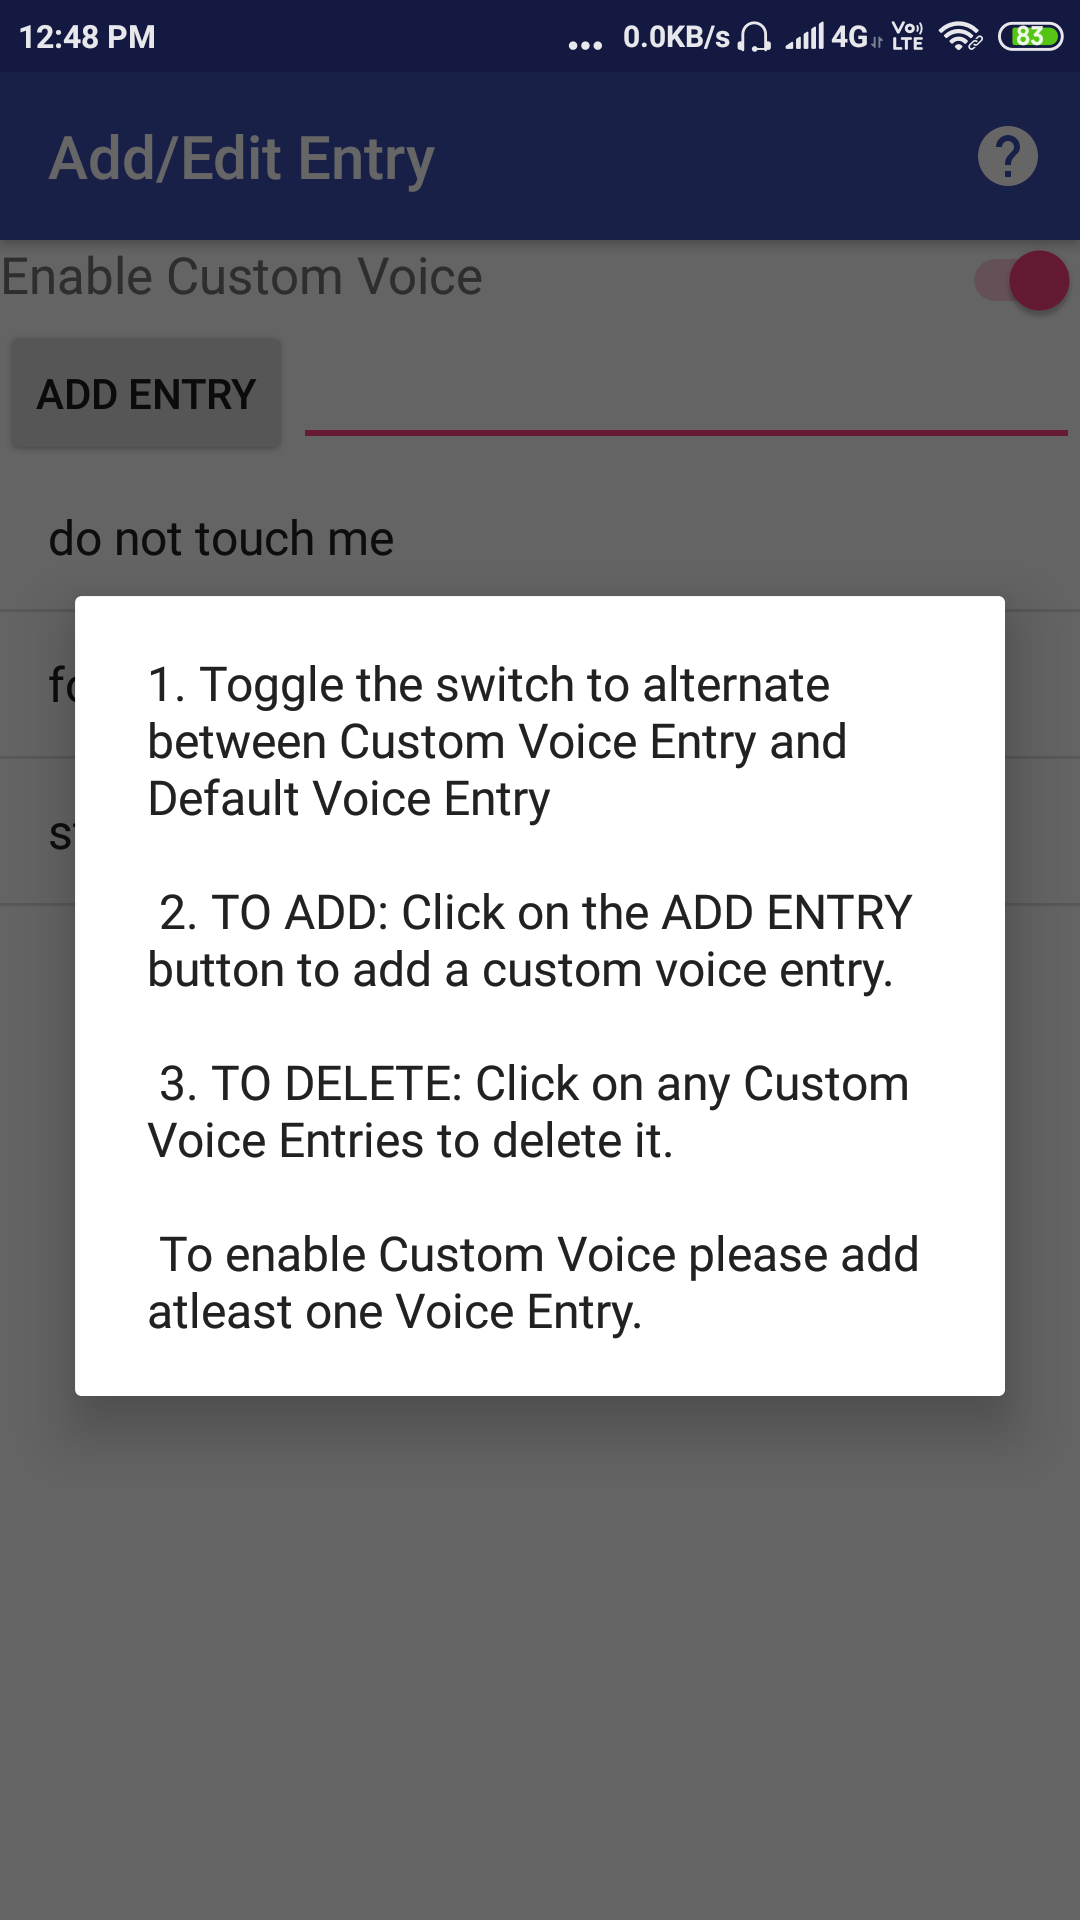 12:48 PM ... 0.0KB/s 4G Vo)) LTE 83
Add/Edit Entry ?
Enable Custom Voice
ADD ENTRY
do not touch me
1. Toggle the switch to alternate
between Custom Voice Entry and
Default Voice Entry
2. TO ADD: Click on the ADD ENTRY
button to add a custom voice entry.
3. TO DELETE: Click on any Custom
Voice Entries to delete it.
To enable Custom Voice please add
atleast one Voice Entry.